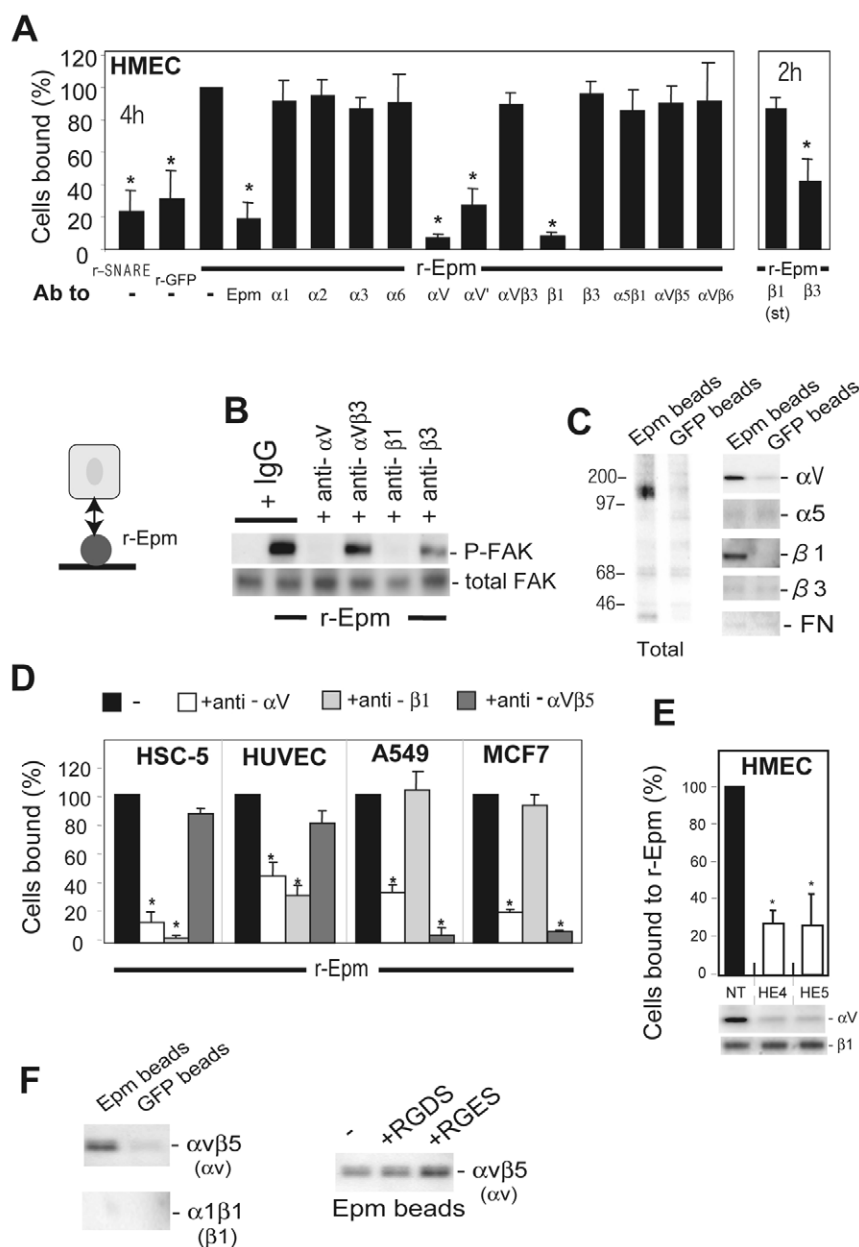 A
Cells bound (%)
120
100
80
60
40
20
0
HMEC
4h
2h
* * * * * * *
r-SNARE r-GFP r-Epm r-Epm
Ab to - - - Epm α1 α2 α3 α6 αV αV' αVβ3 β1 β3 α5β1 αVβ5 αVβ6 β1 β3
(st)
r-Epm
B
+ IgG + anti- αV + anti- αVβ3 + anti- β1 + anti- β3
- P-FAK
- total FAK
r-Epm
C
Epm beads GFP beads Epm beads GFP beads
200-
97-
68-
46-
Total
- αV
- α5
- β1
- β3
- FN
D
- +anti - αV +anti - β1 +anti - αVβ5
Cells bound (%)
120
100
80
60
40
20
0
HSC-5 HUVEC A549 MCF7
* * * * * * * *
r-Epm
E
Cells bound to r-Epm (%)
100
80
60
40
20
0
HMEC
* *
NT HE4 HE5
- αV
- β1
F
Epm beads GFP beads
- αvβ5
(αv)
- α1β1
(β1)
- +RGDS +RGES
- αvβ5
(αv)
Epm beads